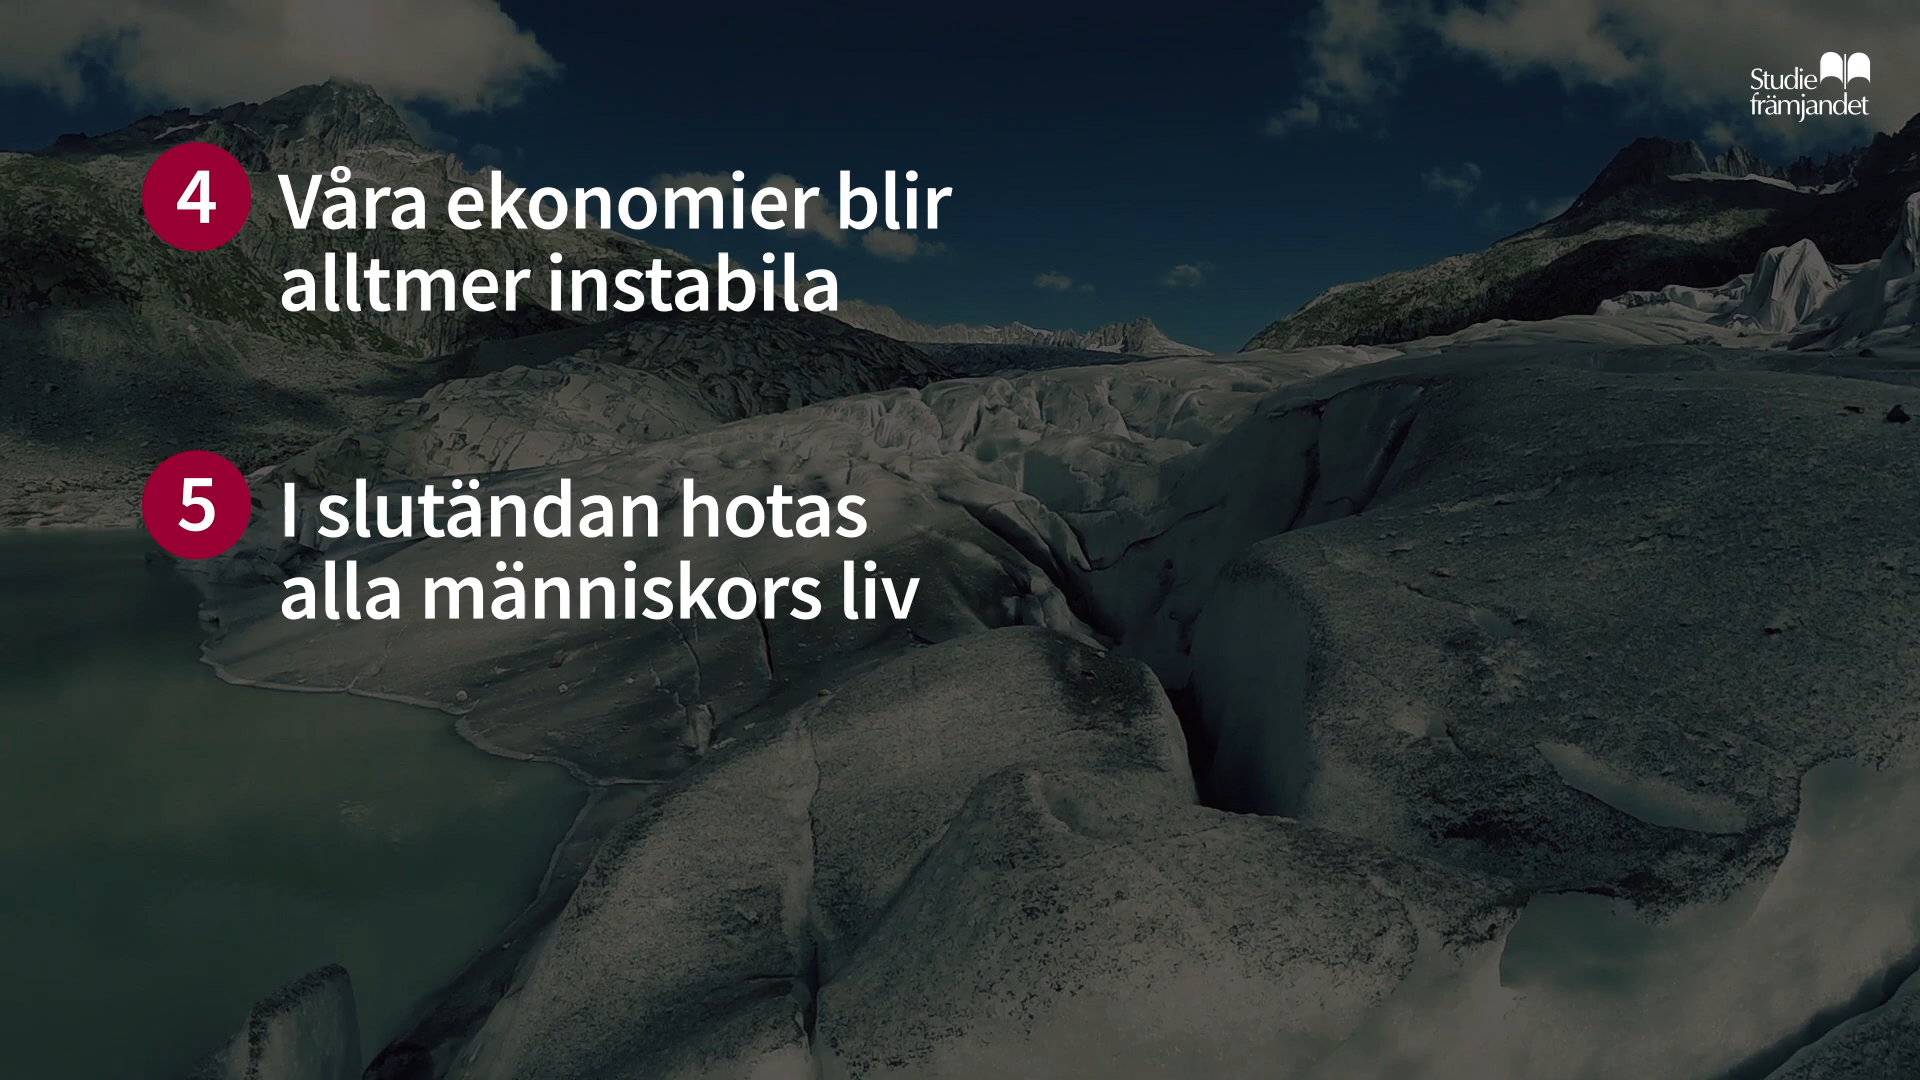 Studie
främjandet
4 Våra ekonomier blir
alltmer instabila
5 I slutändan hotas
alla människors liv